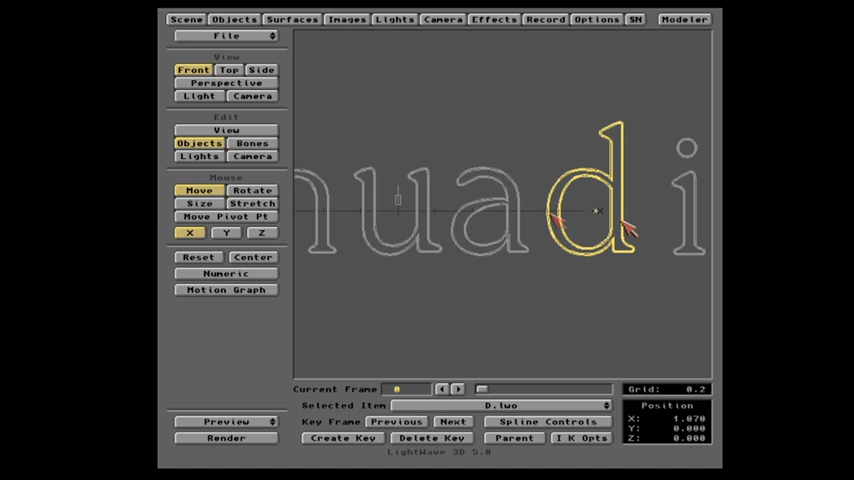 Scene Objects Surfaces Images Lights Camera Effects Record Options SN Modeler
File
View
Front Top Side
Perspective
Light Camera
Edit
View
Objects Bones
Lights Camera
Mouse
Move Rotate
Size Stretch
Move Pivot Pt
X Y Z
Reset Center
Numeric
Motion Graph
nuad i
Current Frame 0
Grid: 0.2
Selected Item D.lwo
Position
X: 1.070
Y: 0.000
Z: 0.000
Key Frame Previous Next Spline Controls
Create Key Delete Key Parent I K Opts
Preview
Render
LightWave 3D 5.0